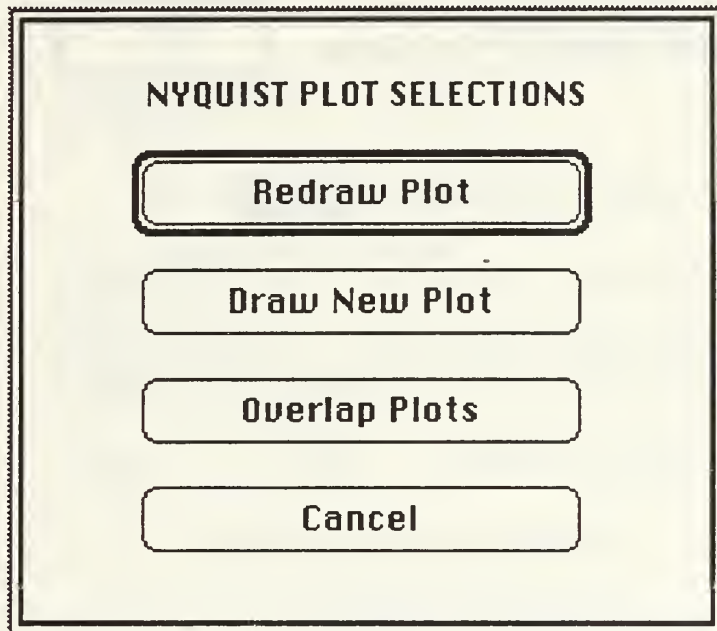 NYQUIST PLOT SELECTIONS
Redraw Plot
Draw New Plot
Overlap Plots
Cancel